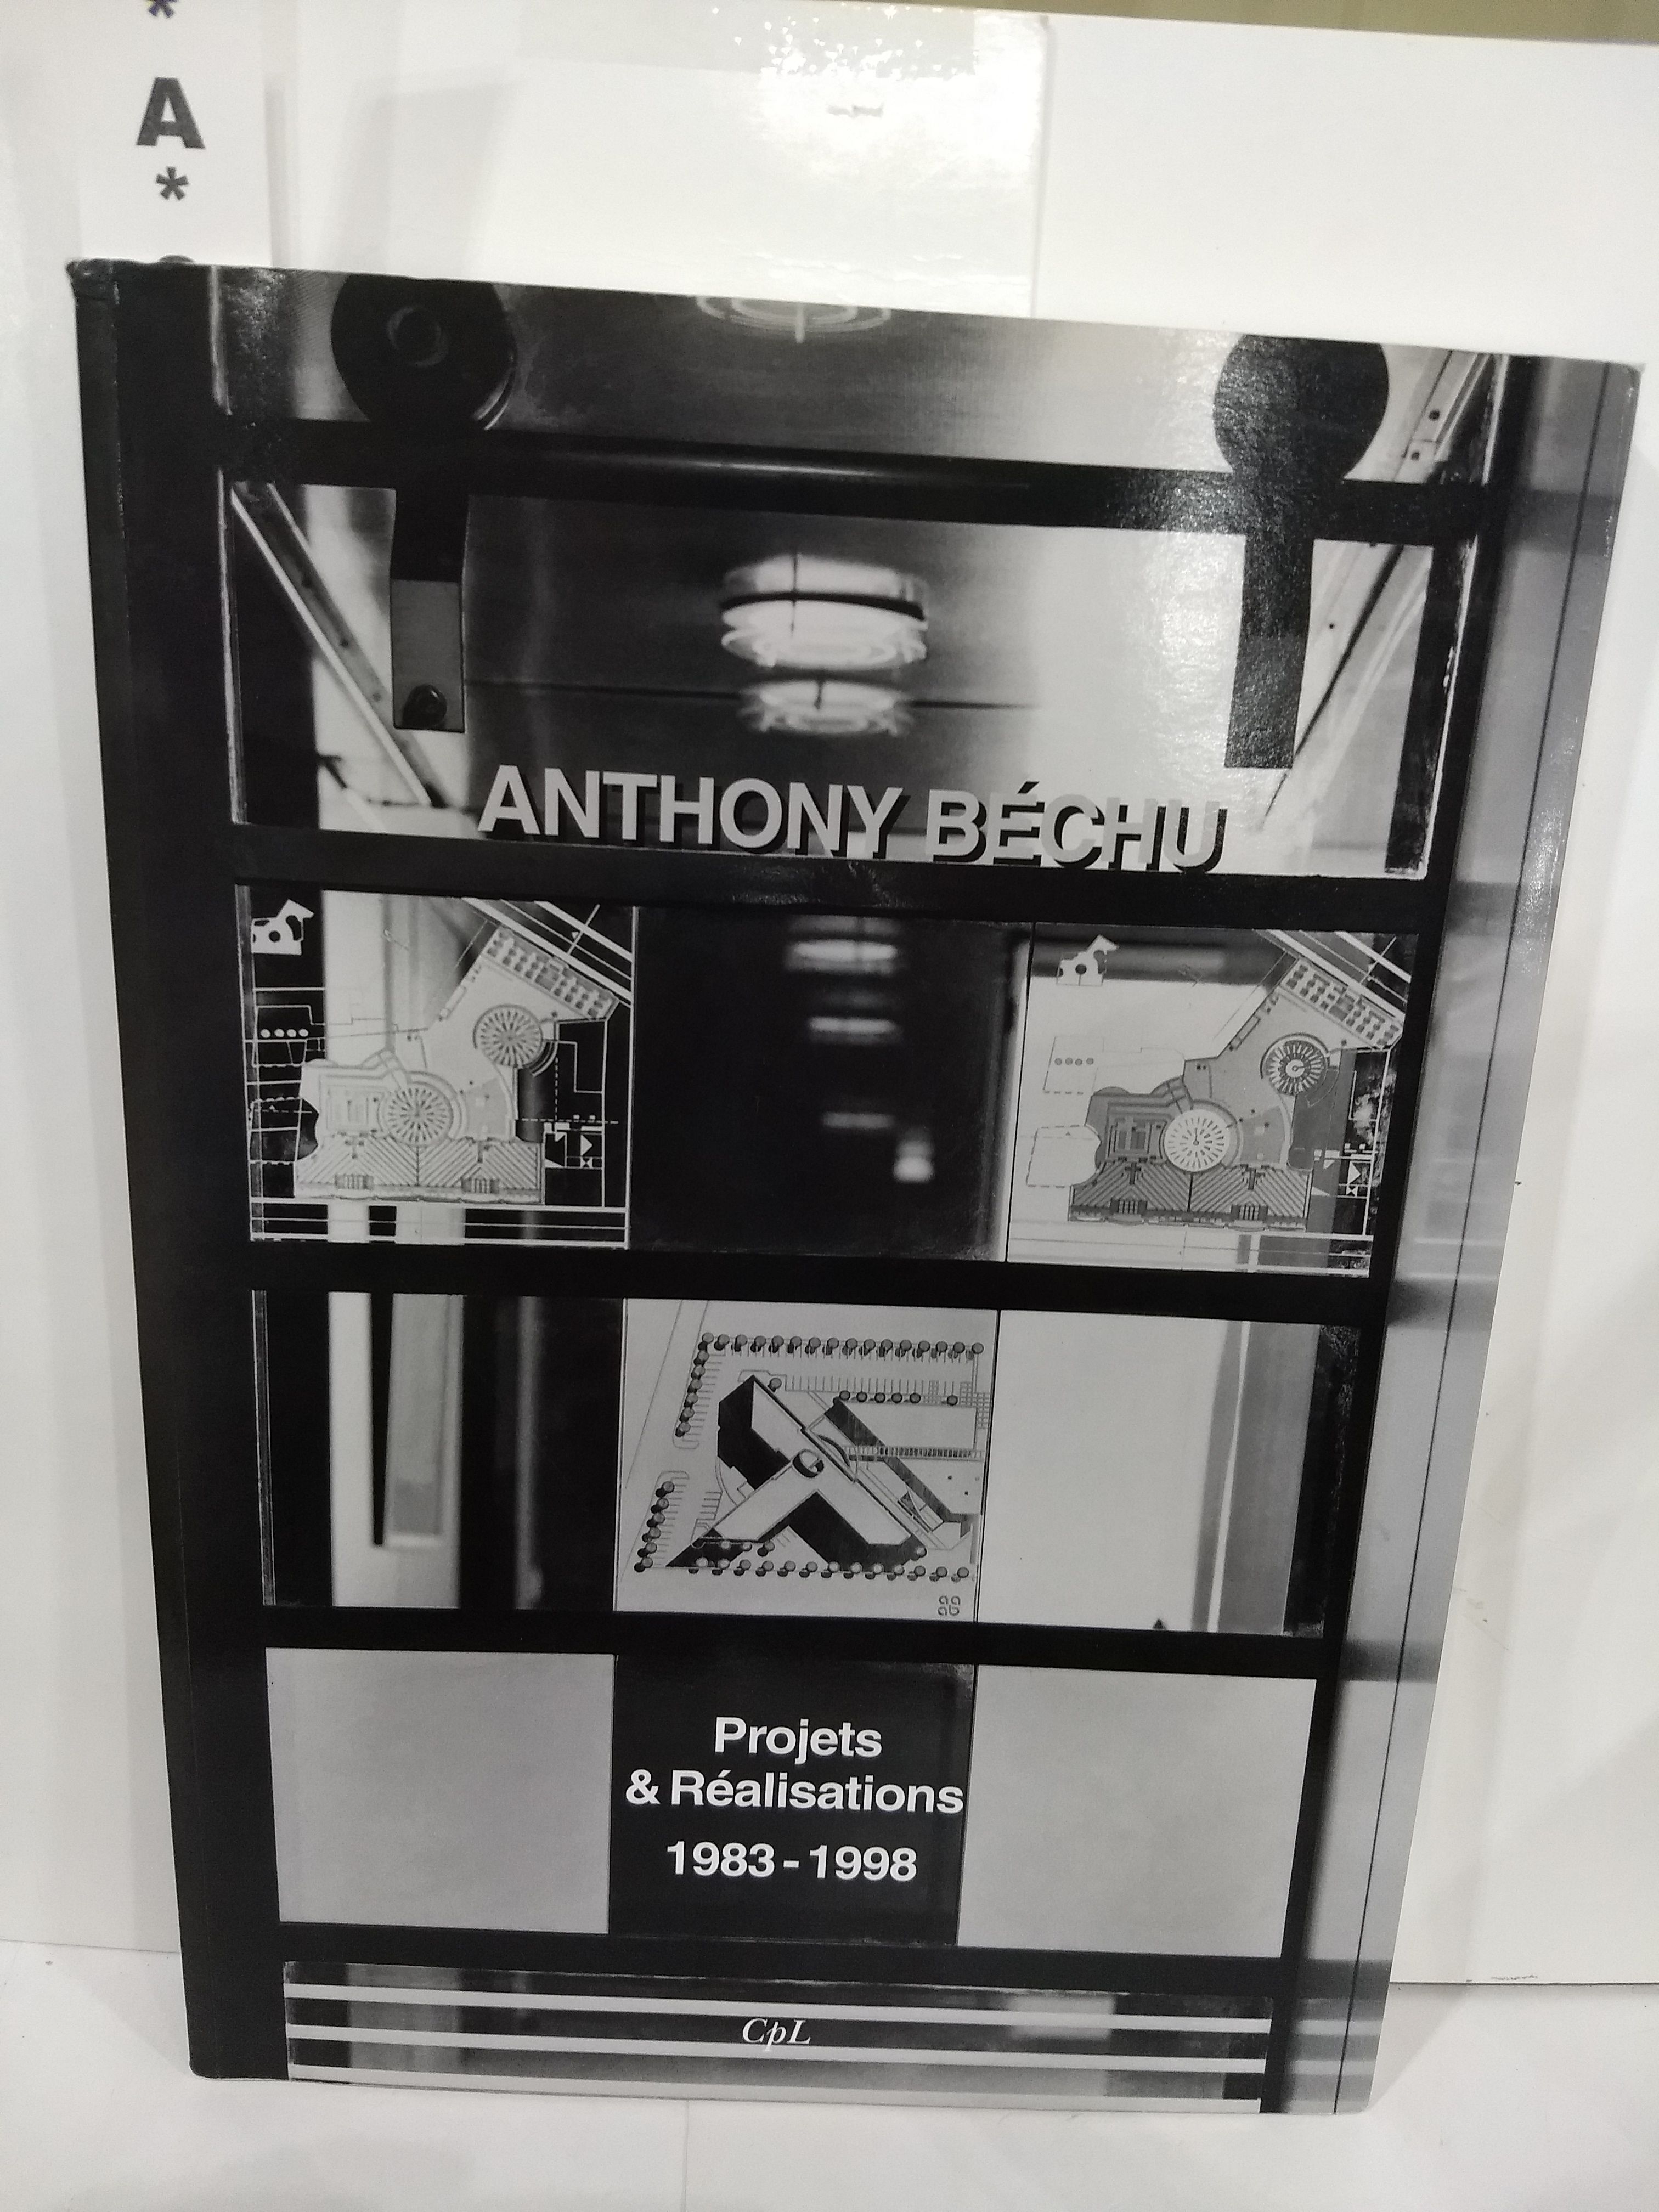 *
A
*
ANTHONY BÉCHU
Projets
& Réalisations
1983 - 1998
CpL